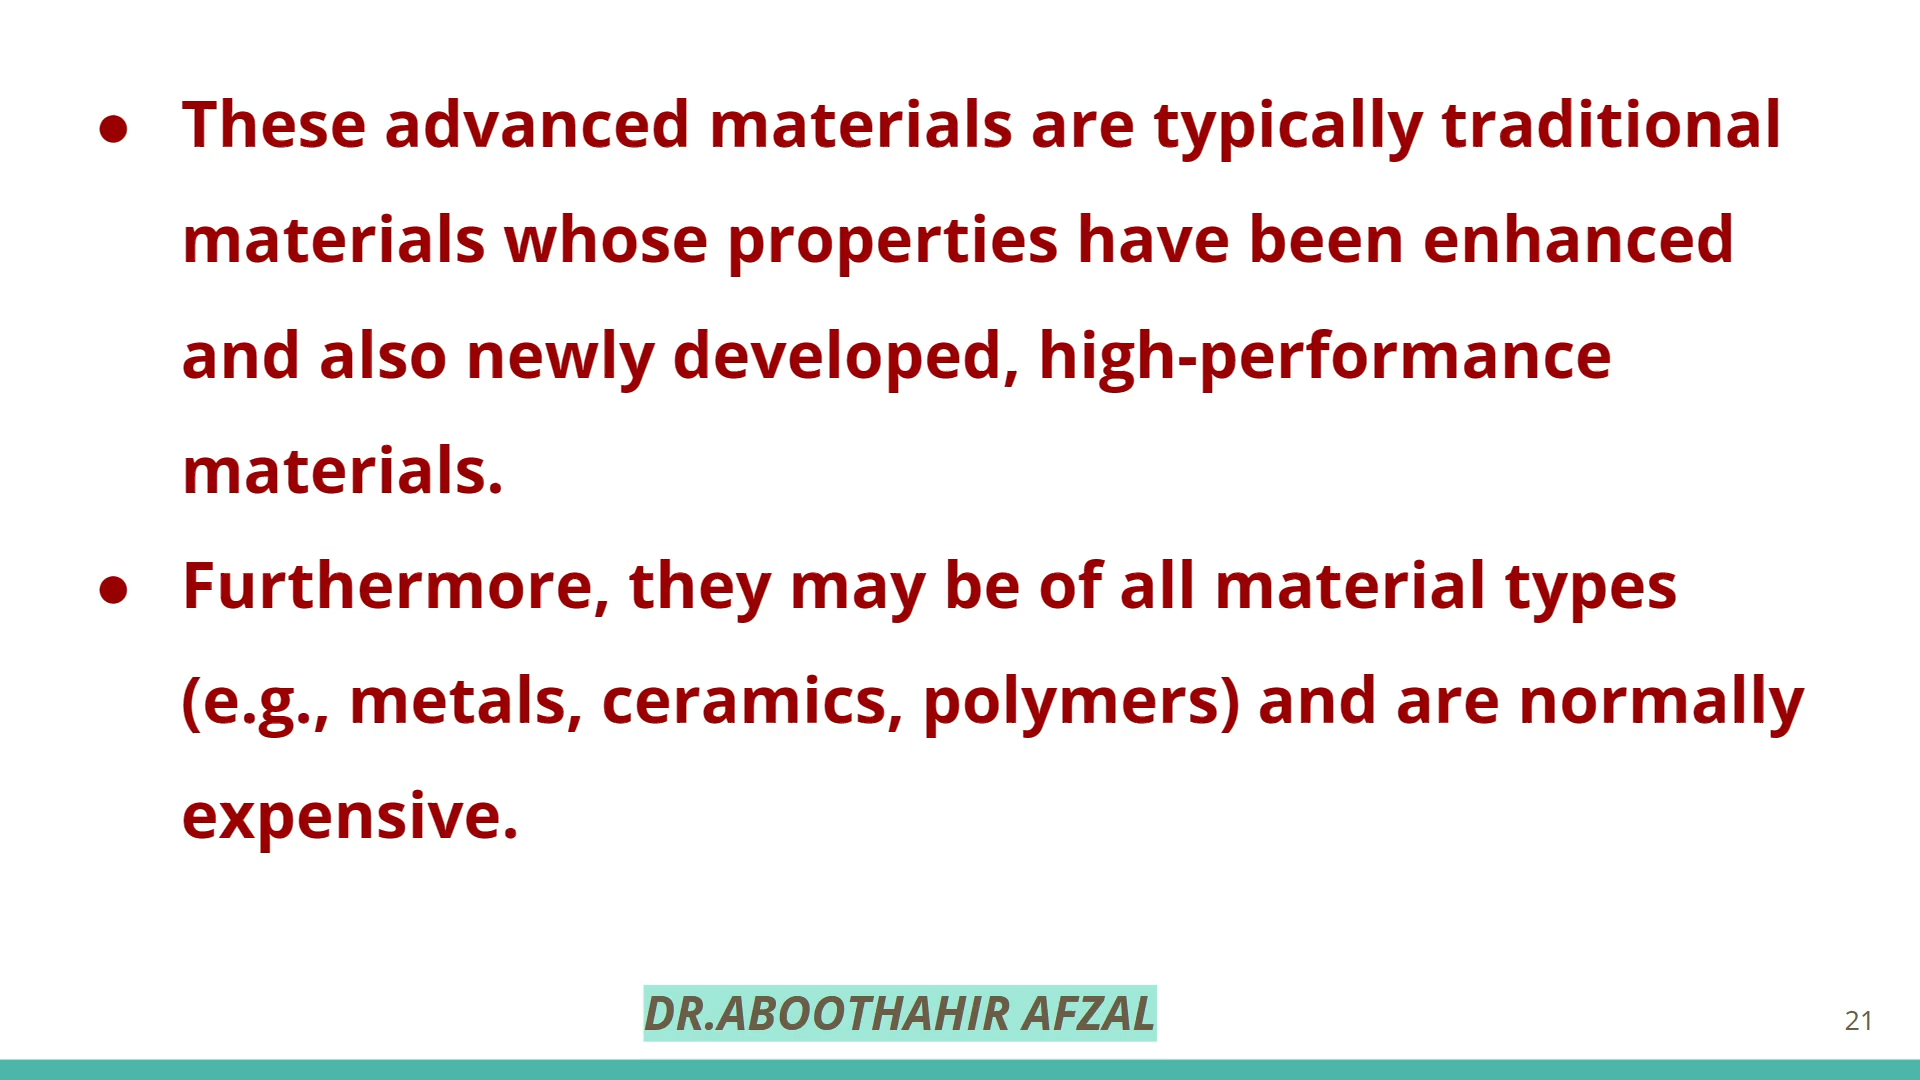 ● These advanced materials are typically traditional
materials whose properties have been enhanced
and also newly developed, high-performance
materials.
● Furthermore, they may be of all material types
(e.g., metals, ceramics, polymers) and are normally
expensive.
DR.ABOOTHAHIR AFZAL
21